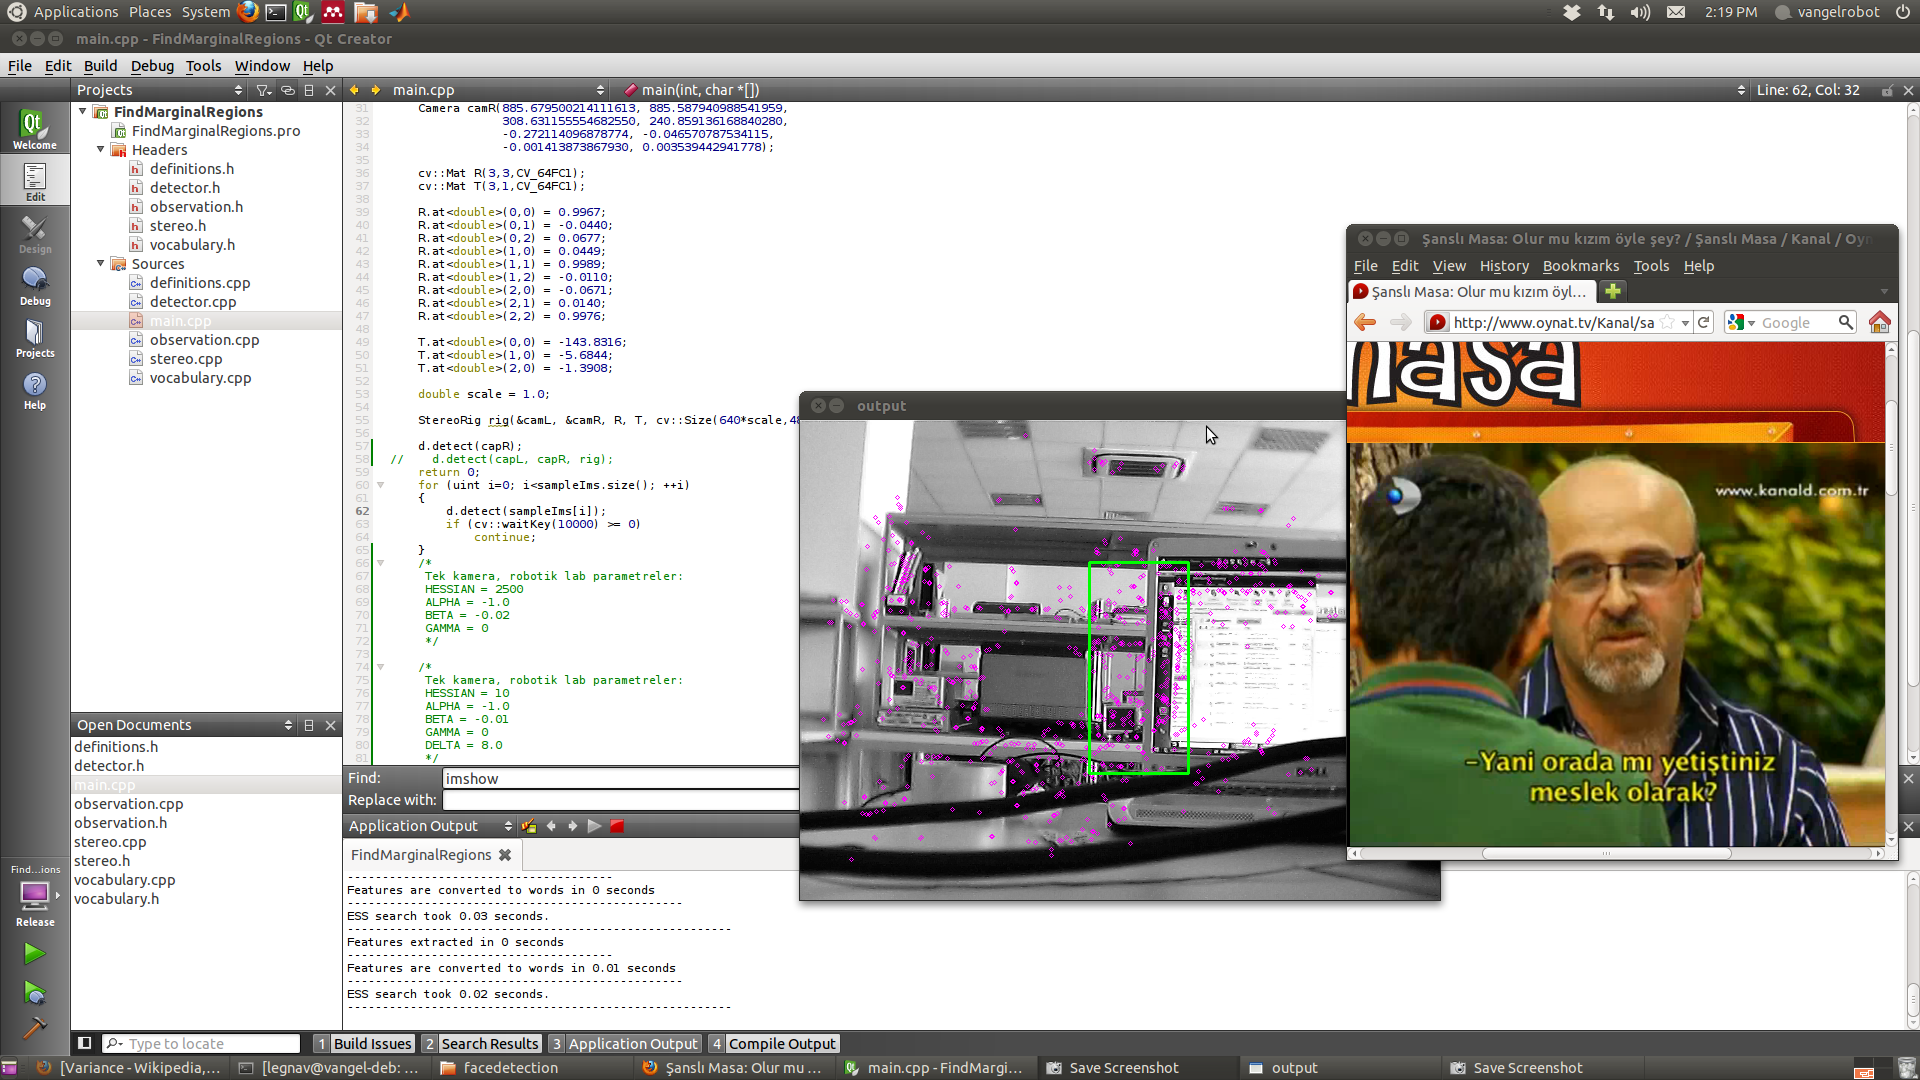 Applications Places System 2:19 PM vangelrobot
main.cpp - FindMarginalRegions - Qt Creator
File Edit Build Debug Tools Window Help
Projects main.cpp main(int, char *[]) Line: 62, Col: 32
Welcome
Edit
Design
Debug
Projects
Help
Find...ions
Release
FindMarginalRegions
FindMarginalRegions.pro
Headers
definitions.h
detector.h
observation.h
stereo.h
vocabulary.h
Sources
definitions.cpp
detector.cpp
main.cpp
observation.cpp
stereo.cpp
vocabulary.cpp
Open Documents
definitions.h
detector.h
main.cpp
observation.cpp
observation.h
stereo.cpp
stereo.h
vocabulary.cpp
vocabulary.h
31 Camera camR(885.679500214111613, 885.587940988541959,
32 308.631155554682550, 240.859136168840280,
33 -0.272114096878774, -0.046570787534115,
34 -0.001413873867930, 0.003539442941778);
35
36 cv::Mat R(3,3,CV_64FC1);
37 cv::Mat T(3,1,CV_64FC1);
38
39 R.at<double>(0,0) = 0.9967;
40 R.at<double>(0,1) = -0.0440;
41 R.at<double>(0,2) = 0.0677;
42 R.at<double>(1,0) = 0.0449;
43 R.at<double>(1,1) = 0.9989;
44 R.at<double>(1,2) = -0.0110;
45 R.at<double>(2,0) = -0.0671;
46 R.at<double>(2,1) = 0.0140;
47 R.at<double>(2,2) = 0.9976;
48
49 T.at<double>(0,0) = -143.8316;
50 T.at<double>(1,0) = -5.6844;
51 T.at<double>(2,0) = -1.3908;
52
53 double scale = 1.0;
54
55 StereoRig rig(&camL, &camR, R, T, cv::Size(640*scale,48
56
57 d.detect(capR);
58 // d.detect(capL, capR, rig);
59 return 0;
60 for (uint i=0; i<sampleIms.size(); ++i)
61 {
62 d.detect(sampleIms[i]);
63 if (cv::waitKey(10000) >= 0)
64 continue;
65 }
66 /*
67 Tek kamera, robotik lab parametreler:
68 HESSIAN = 2500
69 ALPHA = -1.0
70 BETA = -0.02
71 GAMMA = 0
72 */
73
74 /*
75 Tek kamera, robotik lab parametreler:
76 HESSIAN = 10
77 ALPHA = -1.0
78 BETA = -0.01
79 GAMMA = 0
80 DELTA = 8.0
81 */
Find: imshow
Replace with:
Application Output
FindMarginalRegions
Features are converted to words in 0 seconds
ESS search took 0.03 seconds.
Features extracted in 0 seconds
Features are converted to words in 0.01 seconds
ESS search took 0.02 seconds.
output
Şanslı Masa: Olur mu kızım öyle şey? / Şanslı Masa / Kanal / Oyn
File Edit View History Bookmarks Tools Help
Şanslı Masa: Olur mu kızım öyl...
http://www.oynat.tv/Kanal/sa Google
masa
www.kanald.com.tr
-Yani orada mı yetiştiniz
meslek olarak?
Type to locate 1 Build Issues 2 Search Results 3 Application Output 4 Compile Output
[Variance - Wikipedia,... [legnav@vangel-deb: ... facedetection Şanslı Masa: Olur mu ... main.cpp - FindMargi... Save Screenshot output Save Screenshot